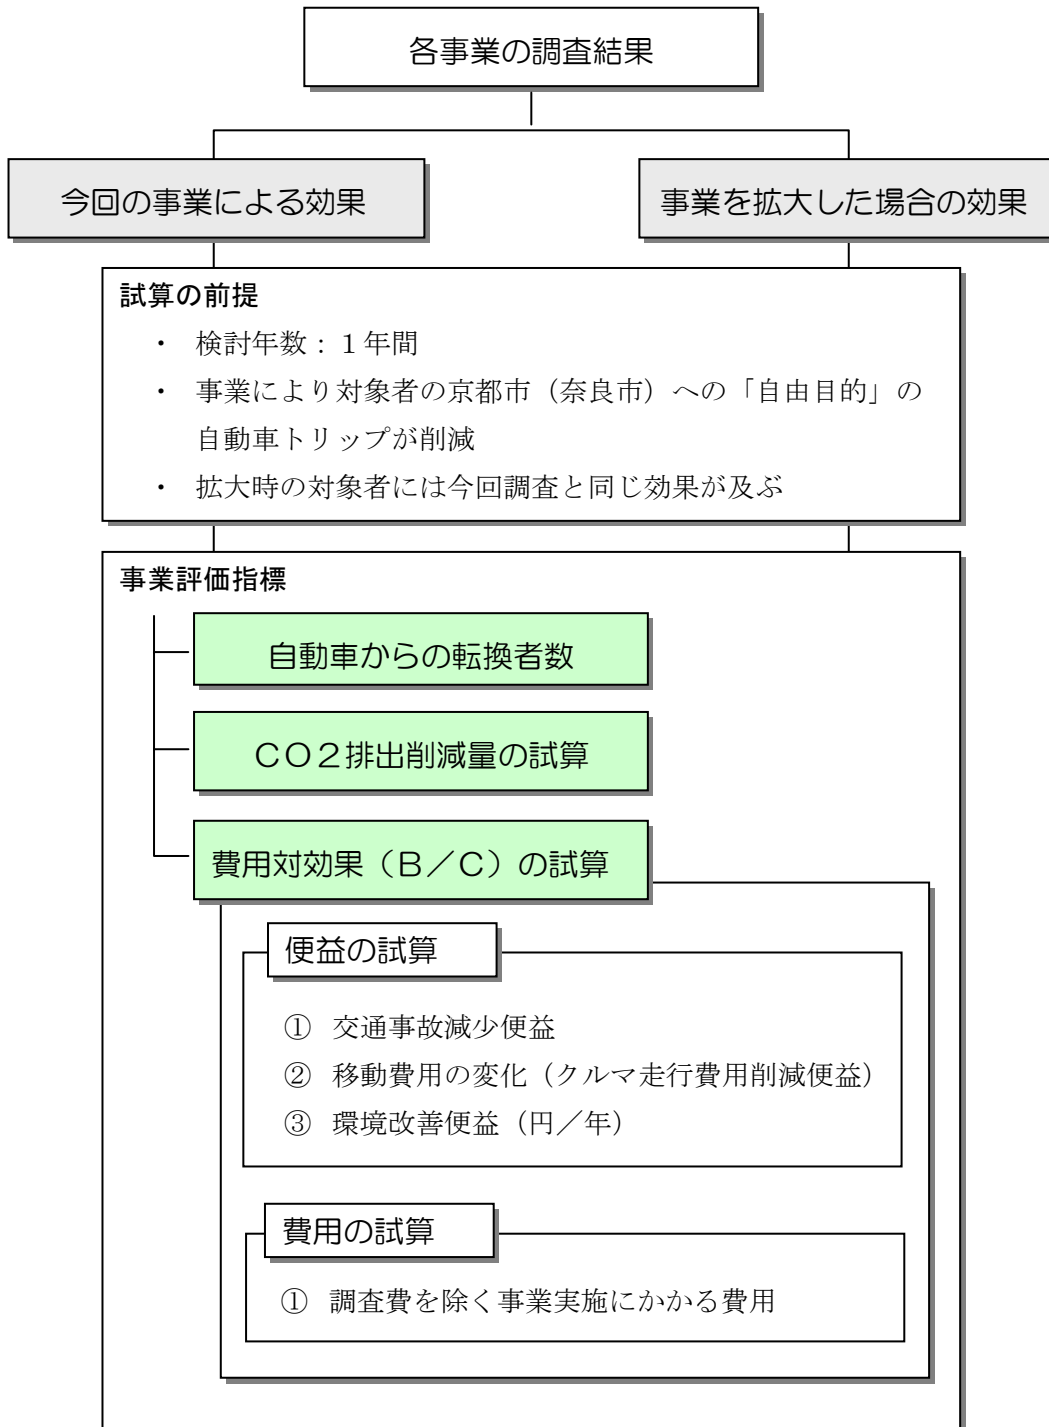 各事業の調査結果
今回の事業による効果
事業を拡大した場合の効果
試算の前提
・ 検討年数：１年間
・ 事業により対象者の京都市（奈良市）への「自由目的」の
自動車トリップが削減
・ 拡大時の対象者には今回調査と同じ効果が及ぶ
事業評価指標
自動車からの転換者数
ＣＯ２排出削減量の試算
費用対効果（Ｂ／Ｃ）の試算
便益の試算
① 交通事故減少便益
② 移動費用の変化（クルマ走行費用削減便益）
③ 環境改善便益（円／年）
費用の試算
① 調査費を除く事業実施にかかる費用